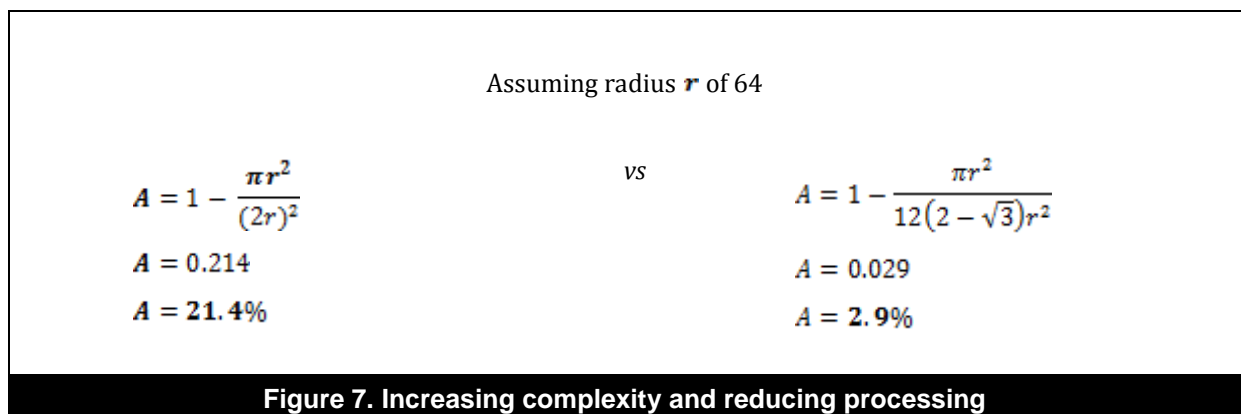 Assuming radius r of 64
A = 1 − πr²/(2r)²
vs
A = 1 − πr²/12(2 − √3)r²
A = 0.214
A = 0.029
A = 21.4%
A = 2.9%
Figure 7. Increasing complexity and reducing processing